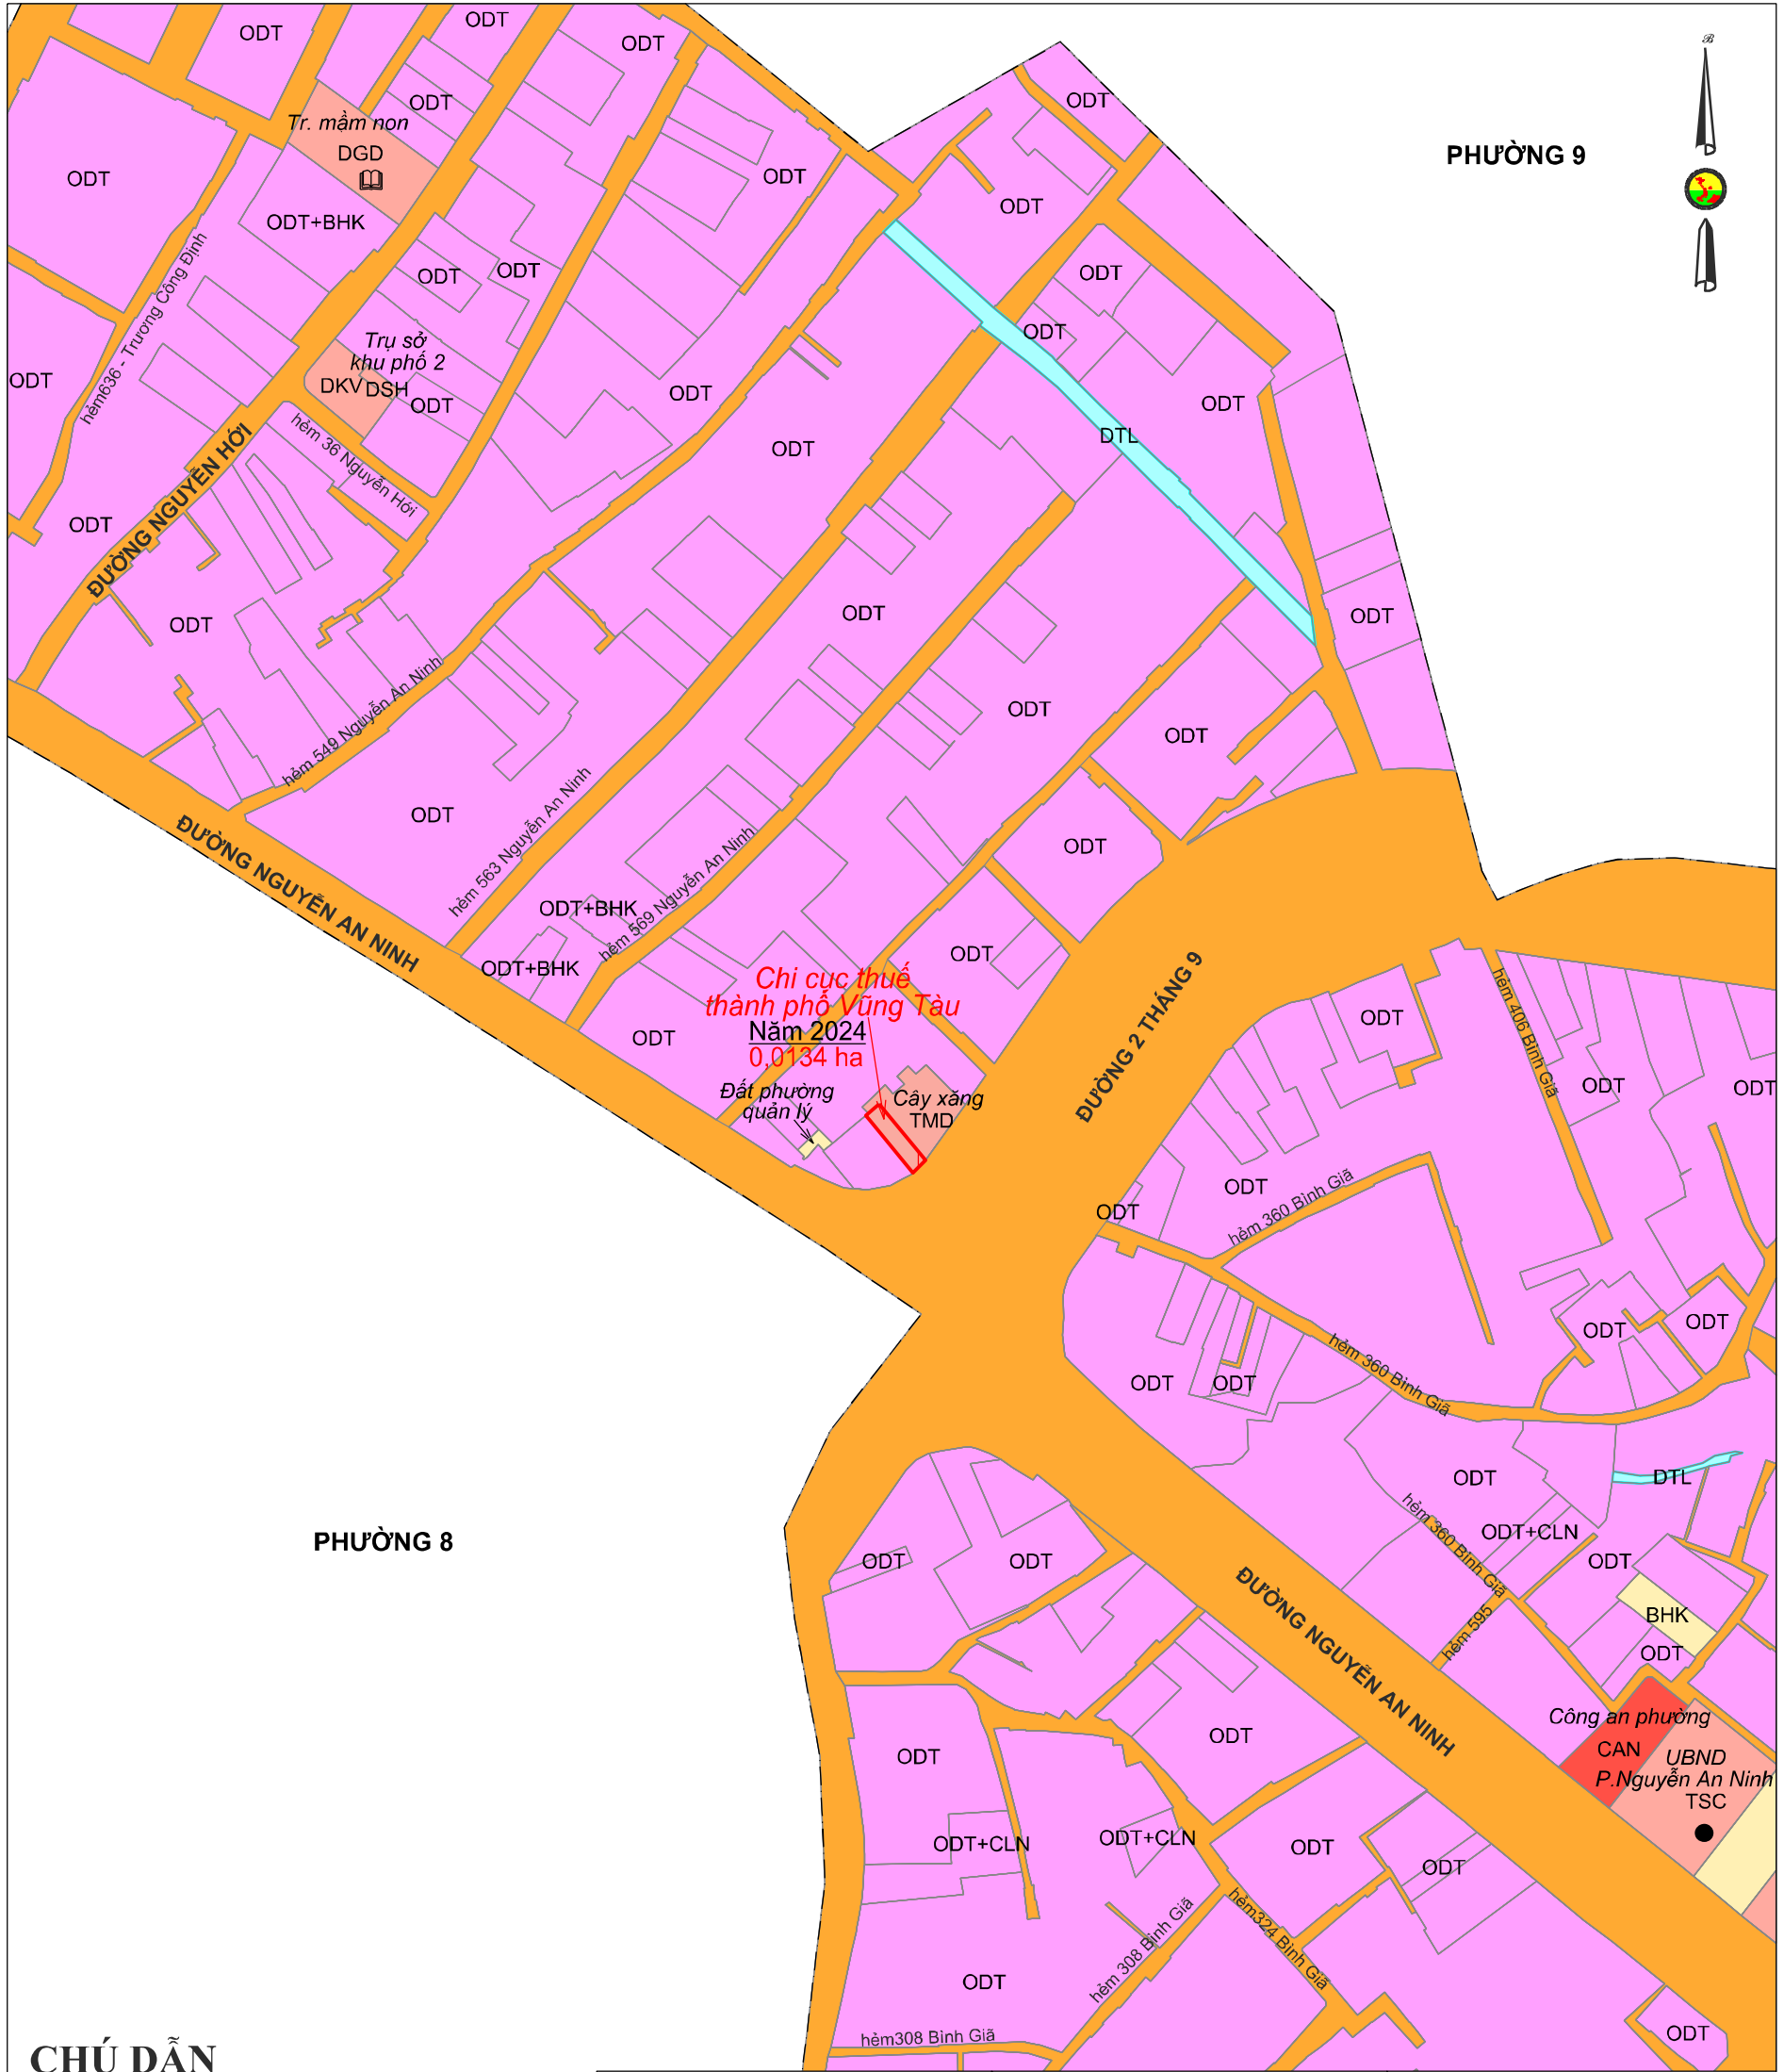 ODT
ODT
ODT
ODT
Tr. mầm non
DGD
ODT
ODT+BHK
ODT
ODT
PHƯỜNG 9
ODT
ODT
ODT
ODT
ODT
hẻm636 - Trương Công Định
Trụ sở
khu phố 2
DKV
DSH
ODT
ODT
ODT
ODT
ODT
hẻm 36 Nguyễn Hới
ODT
DTL
ODT
ĐƯỜNG NGUYỄN HỚI
ODT
ODT
ODT
ODT
hẻm 549 Nguyễn An Ninh
ODT
ODT
ODT
hẻm 563 Nguyễn An Ninh
ODT
ĐƯỜNG NGUYỄN AN NINH
ODT+BHK
hẻm 569 Nguyễn An Ninh
ODT+BHK
ODT
Chi cục thuế
thành phố Vũng Tàu
Năm 2024
0,0134 ha
ODT
Đất phường
quản lý
Cây xăng
TMD
ĐƯỜNG 2 THÁNG 9
ODT
hẻm 406 Bình Giã
ODT
ODT
ODT
ODT
hẻm 360 Bình Giã
ODT
ODT
hẻm 360 Bình Giã
ODT
ODT
ODT
DTL
hẻm 360 Bình Giã
ODT+CLN
PHƯỜNG 8
ODT
ODT
ODT
ĐƯỜNG NGUYỄN AN NINH
BHK
hẻm 595
ODT
Công an phường
CAN
UBND
P.Nguyễn An Ninh
TSC
ODT
ODT
ODT+CLN
ODT+CLN
ODT
ODT
hẻm324 Bình Giã
hẻm 308 Bình Giã
ODT
hẻm308 Bình Giã
ODT
CHÚ DẪN